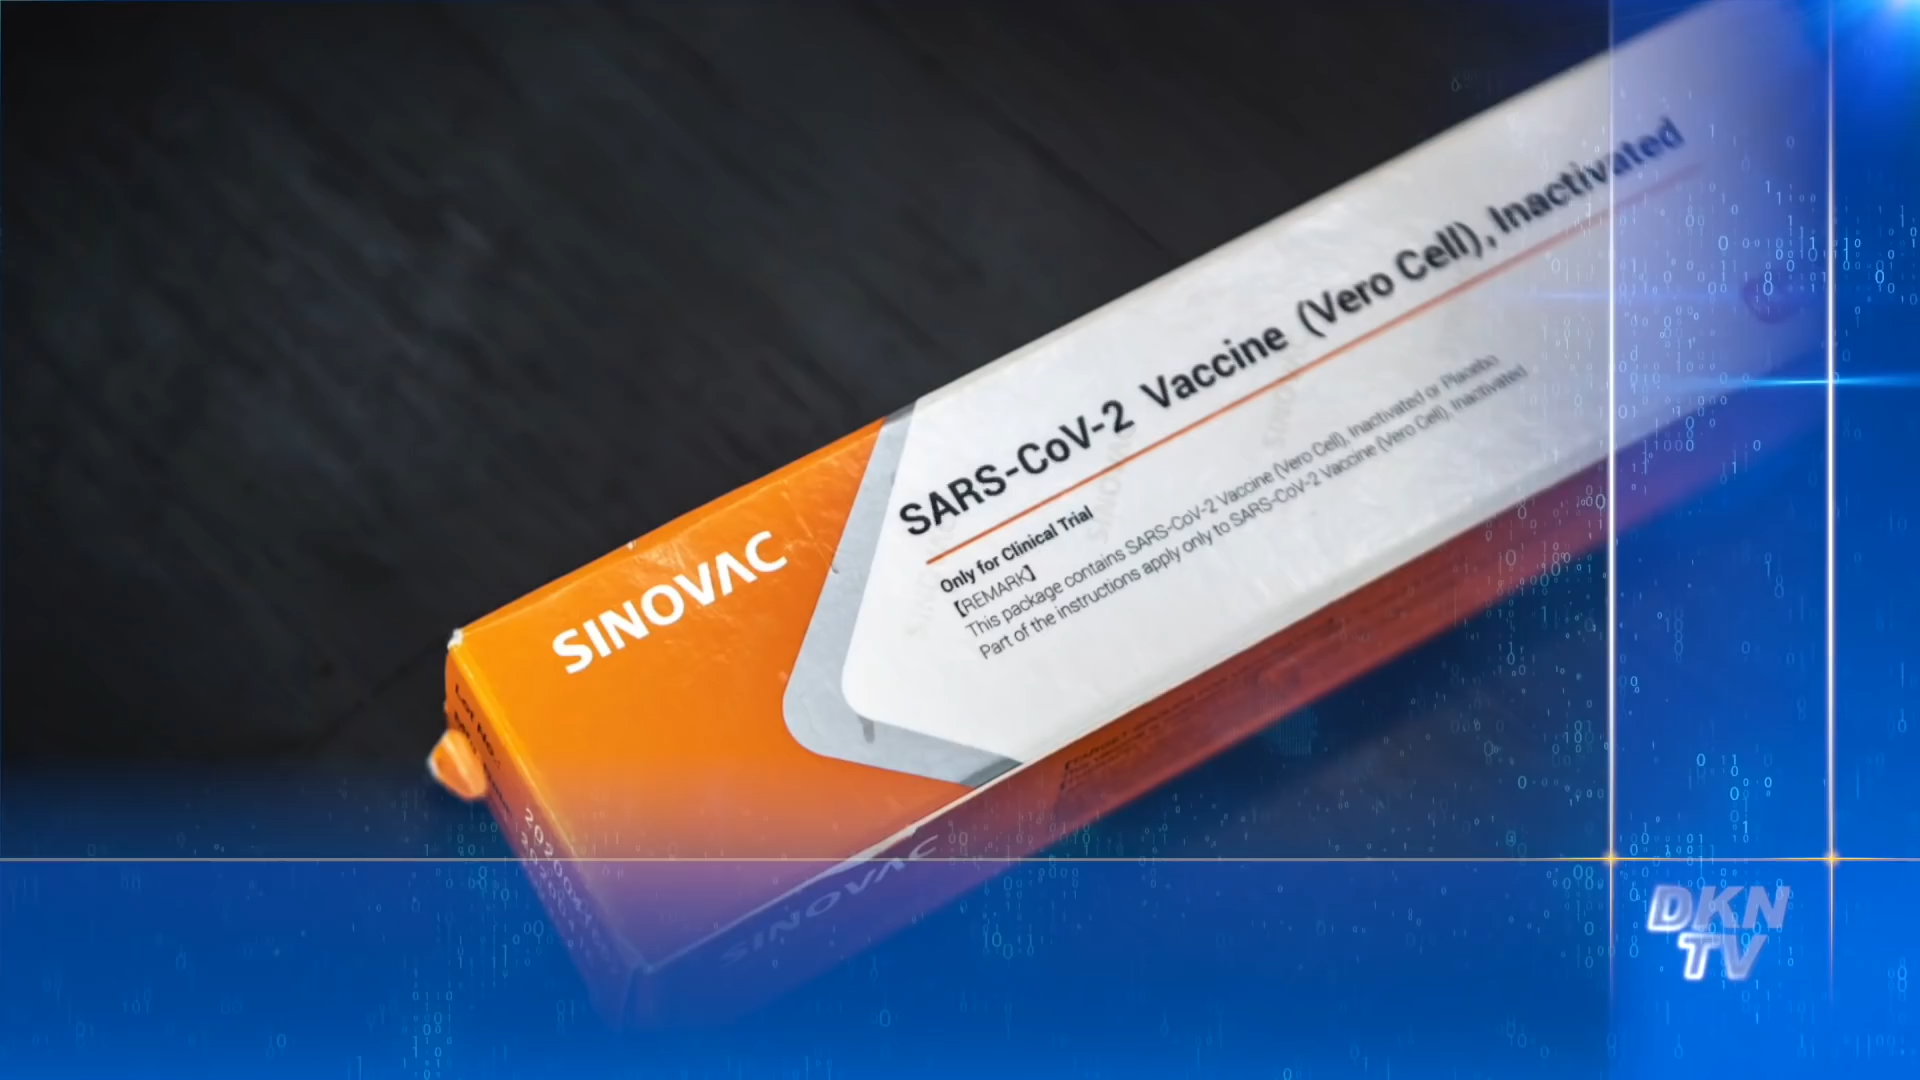 SINOVAC
SARS-CoV-2 Vaccine (Vero Cell), Inactivated
Only for Clinical Trial
【REMARK】
This package contains SARS-CoV-2 Vaccine (Vero Cell), Inactivated or Placebo
Part of the instructions apply only to SARS-CoV-2 Vaccine (Vero Cell), Inactivated
SINOVAC
DKN
TV